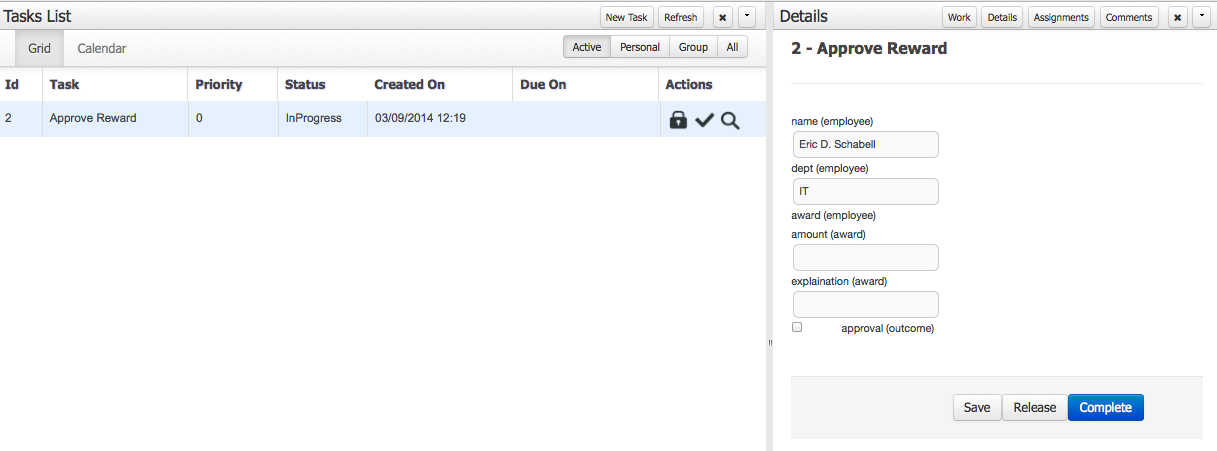 Tasks List
New Task Refresh
Grid Calendar
Active Personal Group All
Id Task Priority Status Created On Due On Actions
2 Approve Reward 0 InProgress 03/09/2014 12:19
Details
Work Details Assignments Comments
2 - Approve Reward
name (employee)
Eric D. Schabell
dept (employee)
IT
award (employee)
amount (award)
explaination (award)
approval (outcome)
Save Release Complete